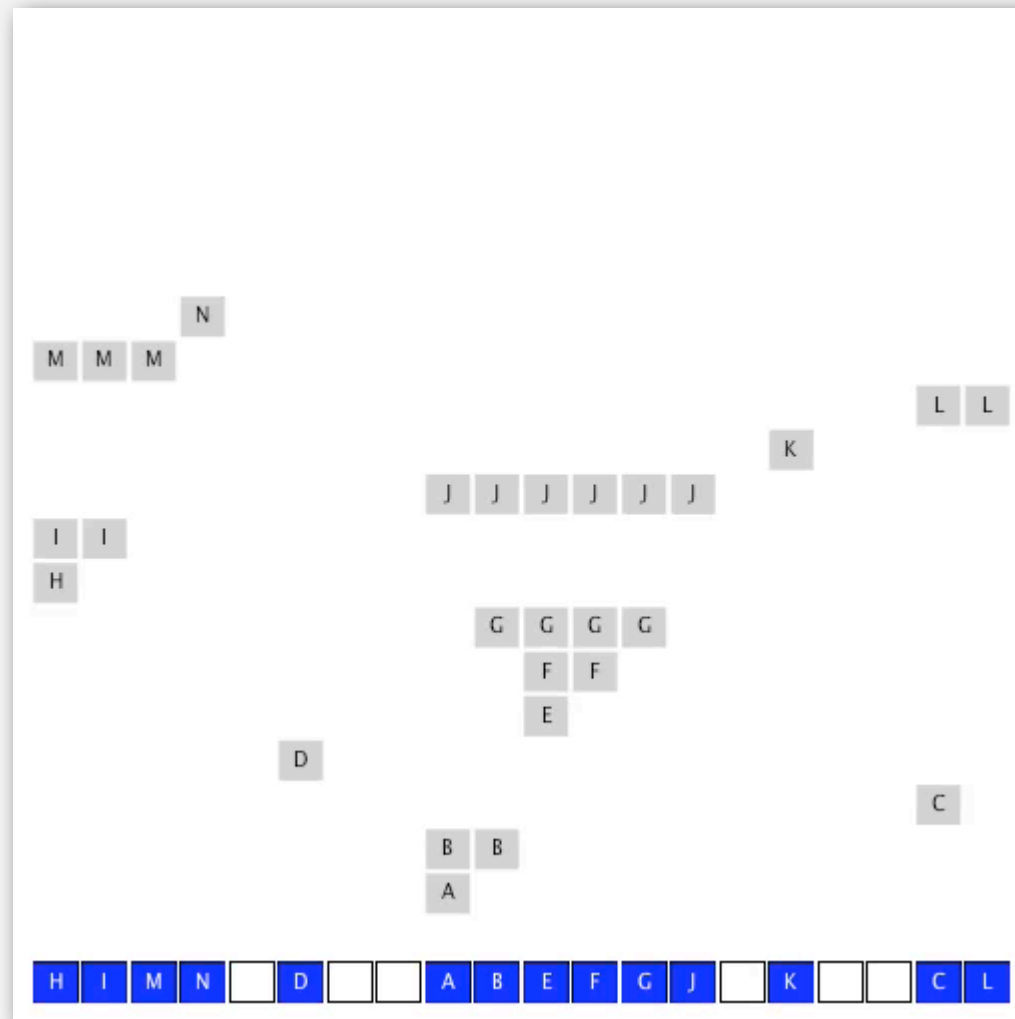 N
M M M
L L
K
J J J J J J
I I
H
G G G G
F F
E
D
C
B B
A
H I M N D A B E F G J K C L